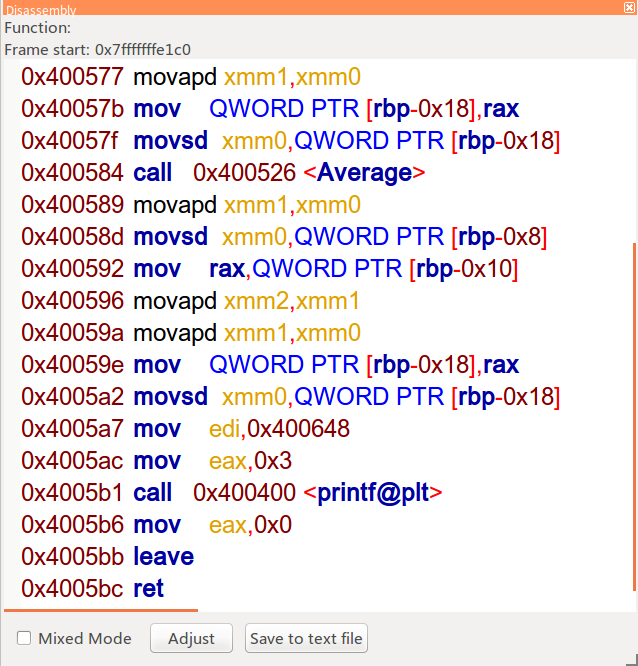 Disassembly
Function:
Frame start: 0x7fffffffe1c0
0x400577 movapd xmm1,xmm0
0x40057b mov QWORD PTR [rbp-0x18],rax
0x40057f movsd xmm0,QWORD PTR [rbp-0x18]
0x400584 call 0x400526 <Average>
0x400589 movapd xmm1,xmm0
0x40058d movsd xmm0,QWORD PTR [rbp-0x8]
0x400592 mov rax,QWORD PTR [rbp-0x10]
0x400596 movapd xmm2,xmm1
0x40059a movapd xmm1,xmm0
0x40059e mov QWORD PTR [rbp-0x18],rax
0x4005a2 movsd xmm0,QWORD PTR [rbp-0x18]
0x4005a7 mov edi,0x400648
0x4005ac mov eax,0x3
0x4005b1 call 0x400400 <printf@plt>
0x4005b6 mov eax,0x0
0x4005bb leave
0x4005bc ret
Mixed Mode Adjust Save to text file